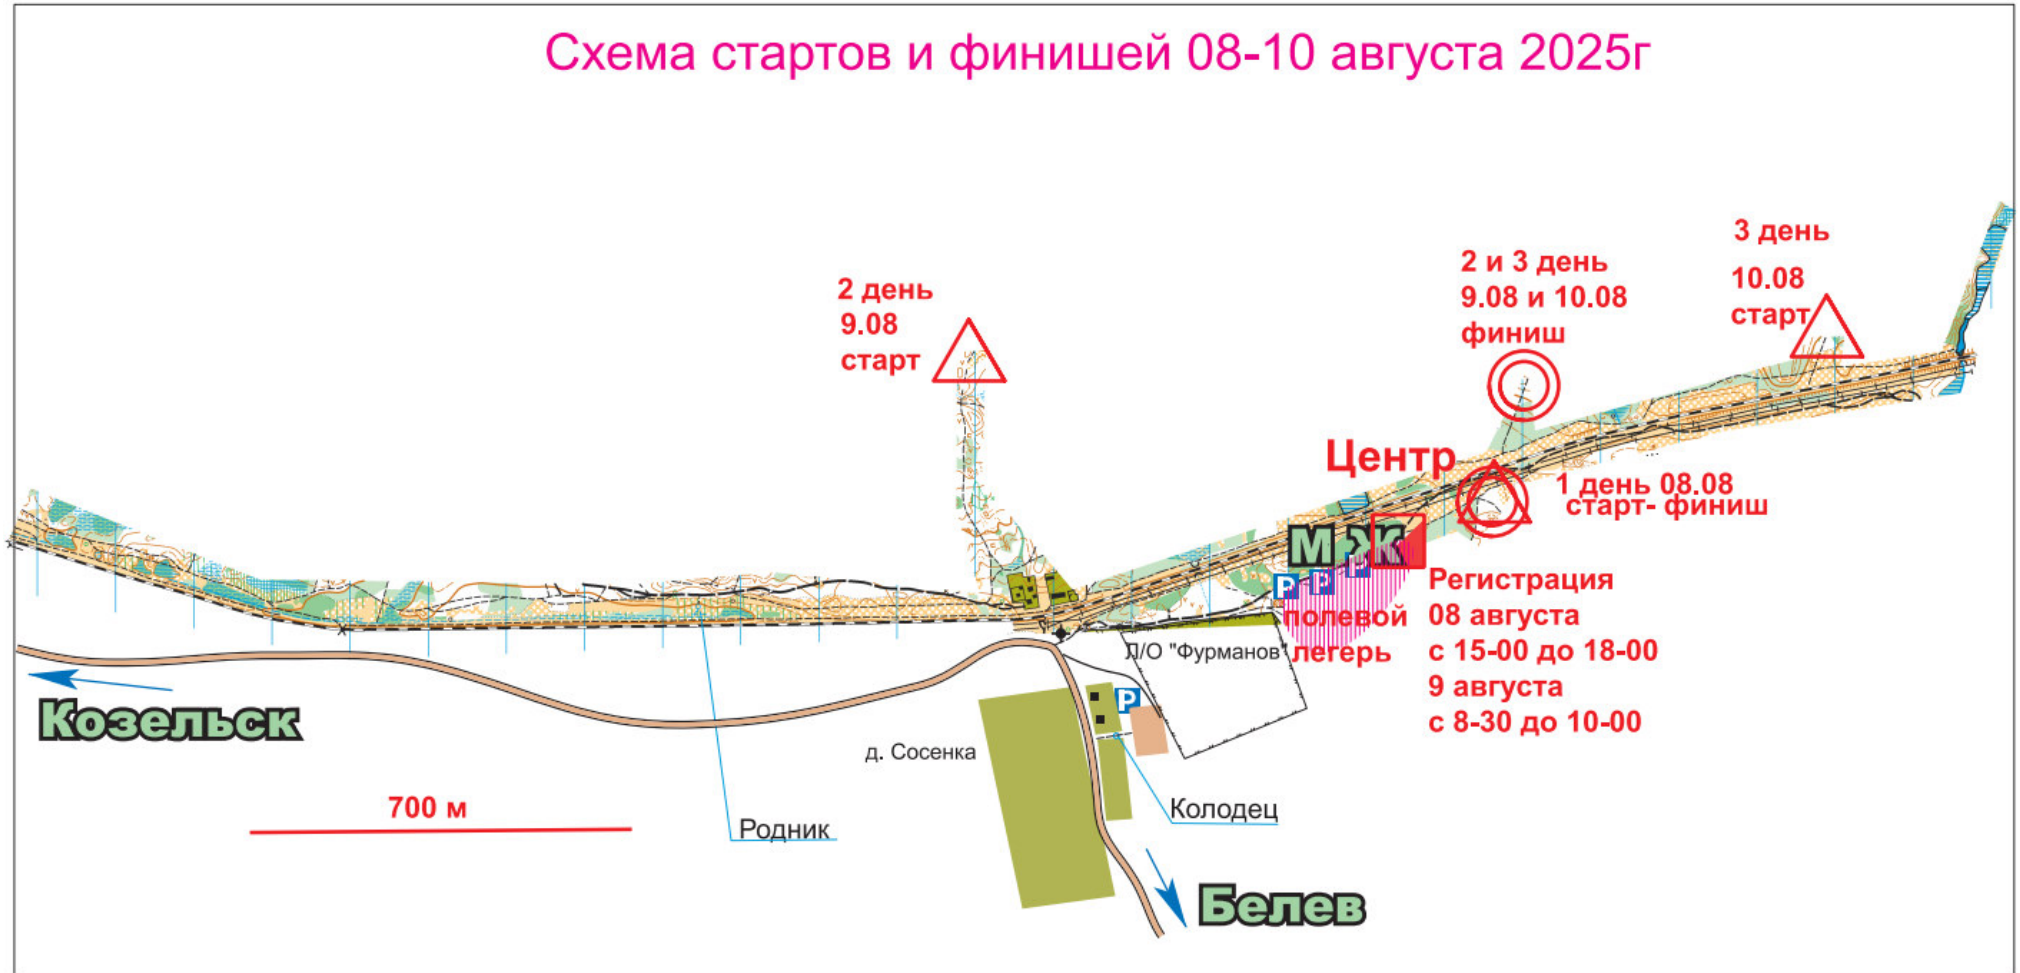 Схема стартов и финишей 08-10 августа 2025г
3 день
10.08
старт
2 и 3 день
9.08 и 10.08
финиш
2 день
9.08
старт
Центр
1 день 08.08
старт- финиш
М Ж
P P P
Регистрация
08 августа
с 15-00 до 18-00
9 августа
с 8-30 до 10-00
полевой
легерь
Л/О "Фурманов"
P
Козельск
д. Сосенка
700 м
Родник
Колодец
Белев